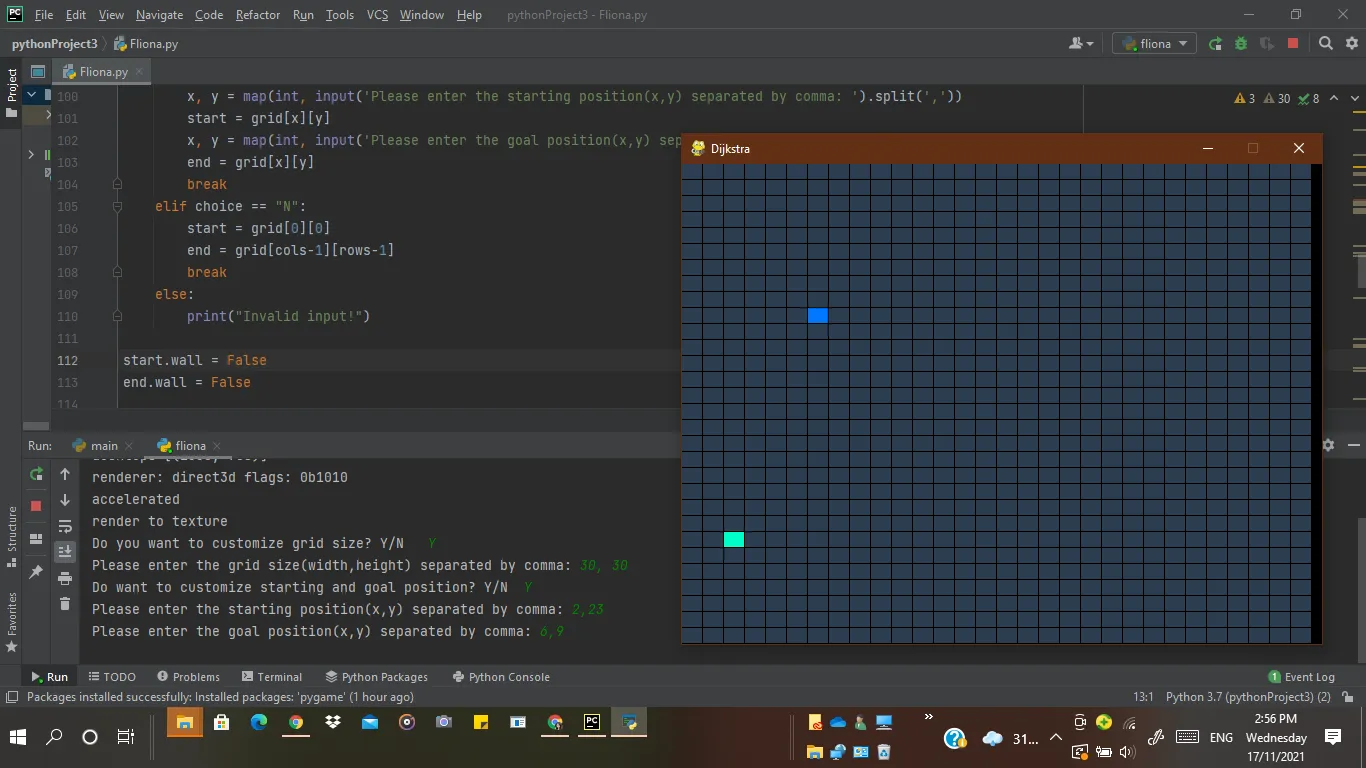 PC File Edit View Navigate Code Refactor Run Tools VCS Window Help pythonProject3 - Fliona.py
pythonProject3 Fliona.py fliona
Project
Fliona.py
100 x, y = map(int, input('Please enter the starting position(x,y) separated by comma: ').split(','))
3 30 8
101 start = grid[x][y]
102 x, y = map(int, input('Please enter the goal position(x,y) sep
103 end = grid[x][y]
104 break
105 elif choice == "N":
106 start = grid[0][0]
107 end = grid[cols-1][rows-1]
108 break
109 else:
110 print("Invalid input!")
111
112 start.wall = False
113 end.wall = False
114
Dijkstra
Run: main fliona
renderer: direct3d flags: 0b1010
accelerated
render to texture
Do you want to customize grid size? Y/N Y
Please enter the grid size(width,height) separated by comma: 30, 30
Do want to customize starting and goal position? Y/N Y
Please enter the starting position(x,y) separated by comma: 2,23
Please enter the goal position(x,y) separated by comma: 6,9
Structure
Favorites
Run TODO Problems Terminal Python Packages Python Console 1 Event Log
Packages installed successfully: Installed packages: 'pygame' (1 hour ago) 13:1 Python 3.7 (pythonProject3) (2)
PC
31... ENG
2:56 PM
Wednesday
17/11/2021